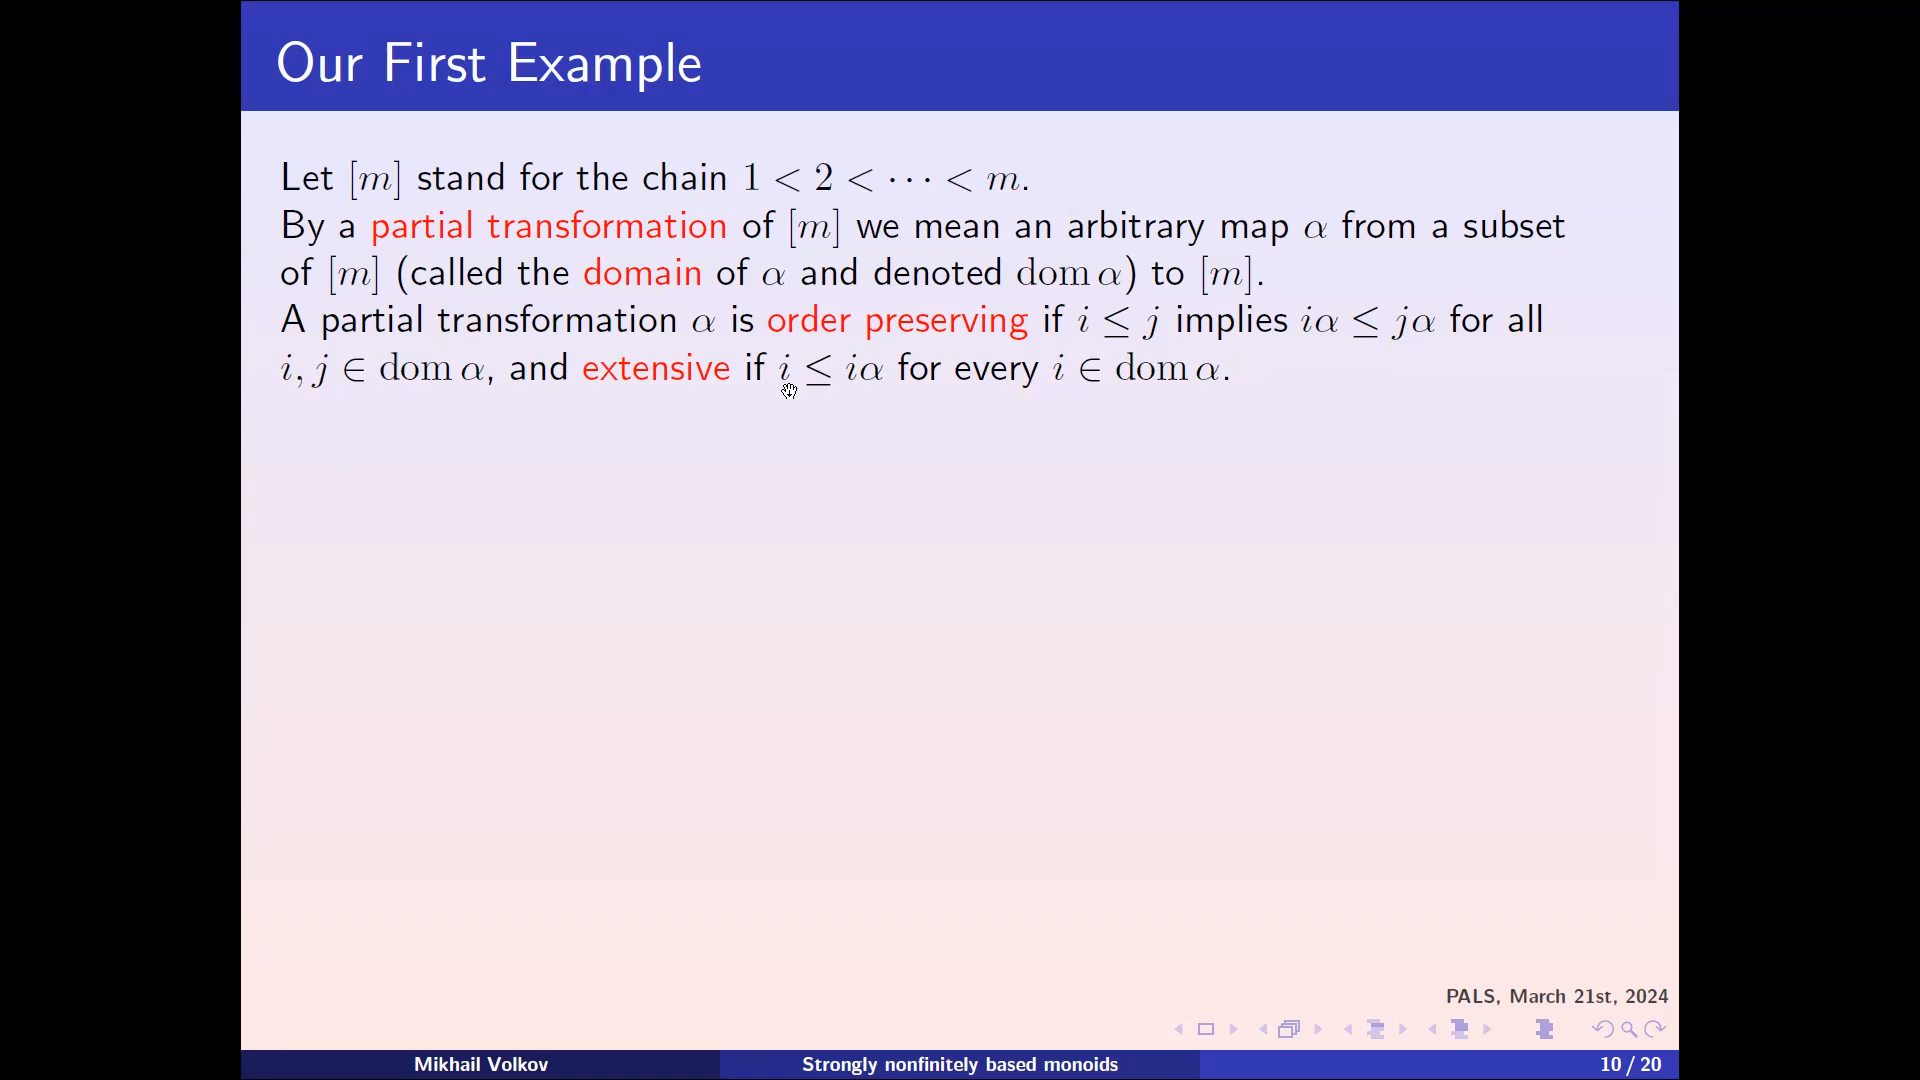 Our First Example
Let [m] stand for the chain 1 < 2 < ⋯ < m.
By a partial transformation of [m] we mean an arbitrary map α from a subset
of [m] (called the domain of α and denoted dom α) to [m].
A partial transformation α is order preserving if i ≤ j implies iα ≤ jα for all
i, j ∈ dom α, and extensive if i ≤ iα for every i ∈ dom α.
PALS, March 21st, 2024
Mikhail Volkov
Strongly nonfinitely based monoids
10 / 20